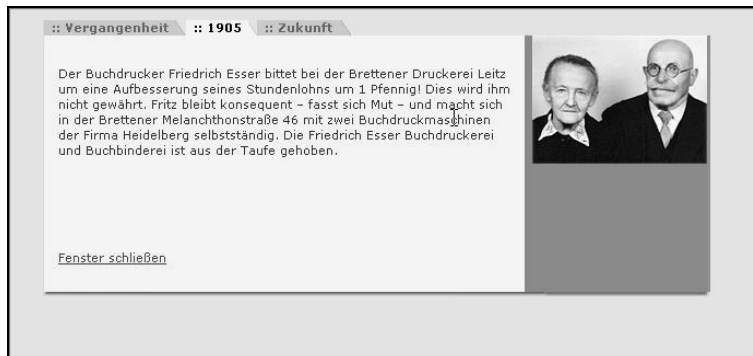 :: Vergangenheit :: 1905 :: Zukunft
Der Buchdrucker Friedrich Esser bittet bei der Brettener Druckerei Leitz
um eine Aufbesserung seines Stundenlohns um 1 Pfennig! Dies wird ihm
nicht gewährt. Fritz bleibt konsequent – fasst sich Mut – und macht sich
in der Brettener Melanchthonstraße 46 mit zwei Buchdruckmaschinen
der Firma Heidelberg selbstständig. Die Friedrich Esser Buchdruckerei
und Buchbinderei ist aus der Taufe gehoben.
Fenster schließen